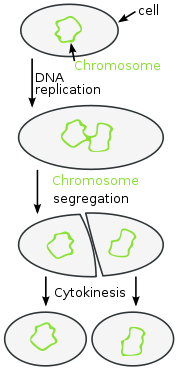 cell
Chromosome
DNA
replication
Chromosome
segregation
Cytokinesis